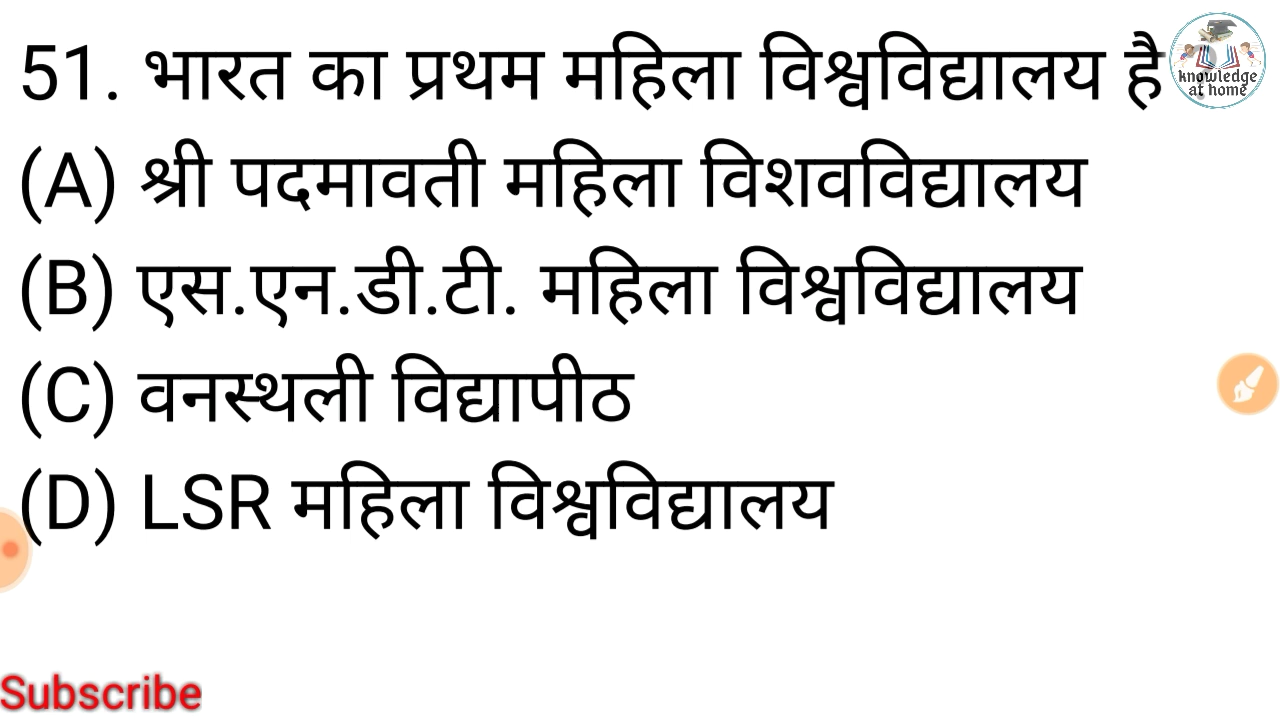 51. भारत का प्रथम महिला विश्वविद्यालय है
knowledge
at home
(A) श्री पदमावती महिला विशवविद्यालय
(B) एस.एन.डी.टी. महिला विश्वविद्यालय
(C) वनस्थली विद्यापीठ
(D) LSR महिला विश्वविद्यालय
Subscribe